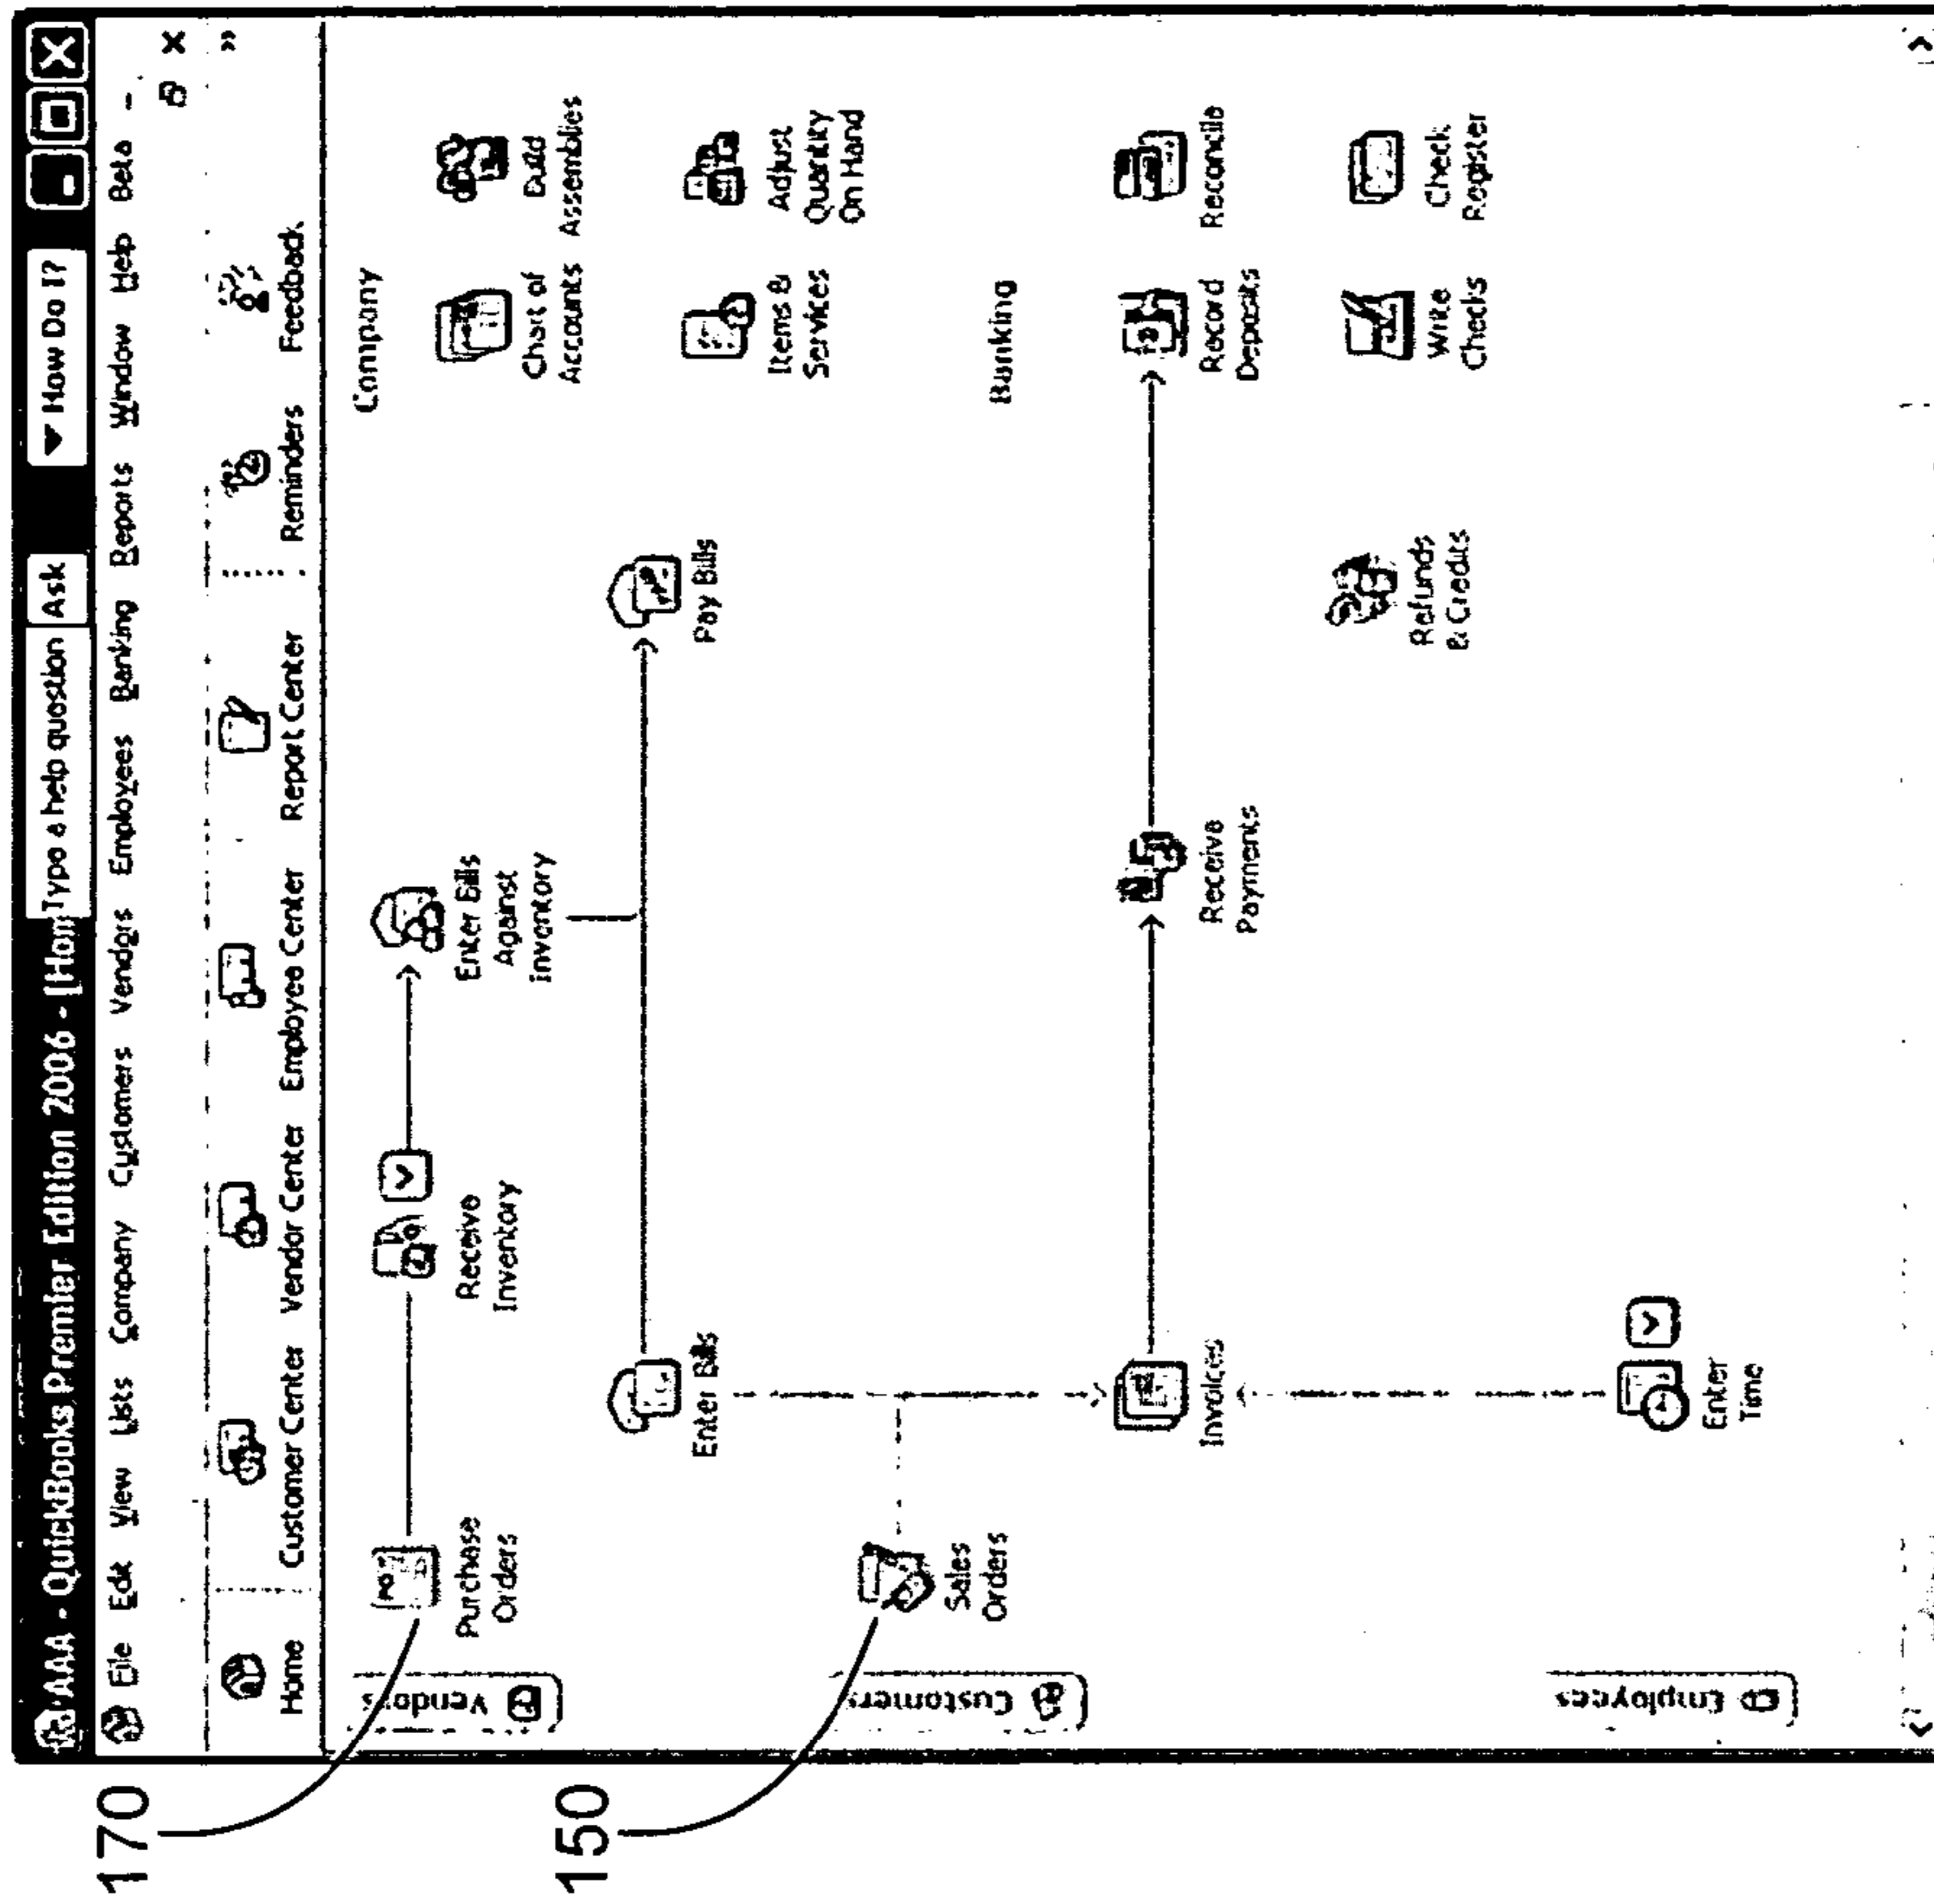 AAA - QuickBooks Premier Edition 2006 - [Hom
Type a help question
Ask
How Do I?
File Edit View Lists Company Customers Vendors Employees Banking Reports Window Help Beta
Home
Customer Center
Vendor Center
Employee Center
Report Center
Reminders
Feedback
170
150
Vendors
Purchase
Orders
Receive
Inventory
Enter Bills
Against
Inventory
Enter Bills
Pay Bills
Customers
Sales
Orders
Invoices
Receive
Payments
Refunds
& Credits
Employees
Enter
Time
Company
Chart of
Accounts
Build
Assemblies
Items &
Services
Adjust
Quantity
On Hand
Banking
Record
Deposits
Reconcile
Write
Checks
Check
Register